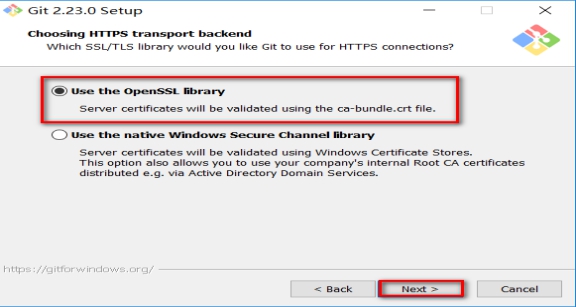 Git 2.23.0 Setup
Choosing HTTPS transport backend
Which SSL/TLS library would you like Git to use for HTTPS connections?
Use the OpenSSL library
Server certificates will be validated using the ca-bundle.crt file.
Use the native Windows Secure Channel library
Server certificates will be validated using Windows Certificate Stores.
This option also allows you to use your company's internal Root CA certificates
distributed e.g. via Active Directory Domain Services.
https://gitforwindows.org/
< Back
Next >
Cancel